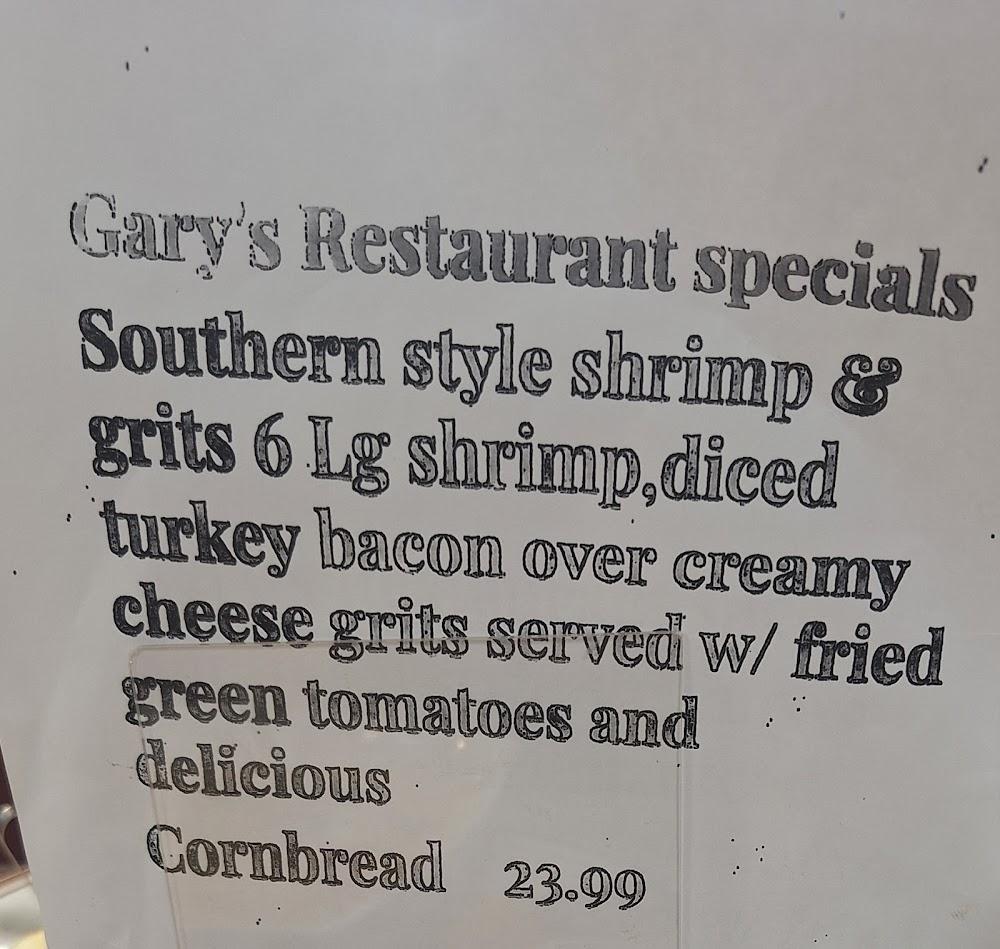 Gary's Restaurant specials
Southern style shrimp &
grits 6 Lg shrimp,diced
turkey bacon over creamy
cheese grits served w/ fried
green tomatoes and
delicious
Cornbread 23.99